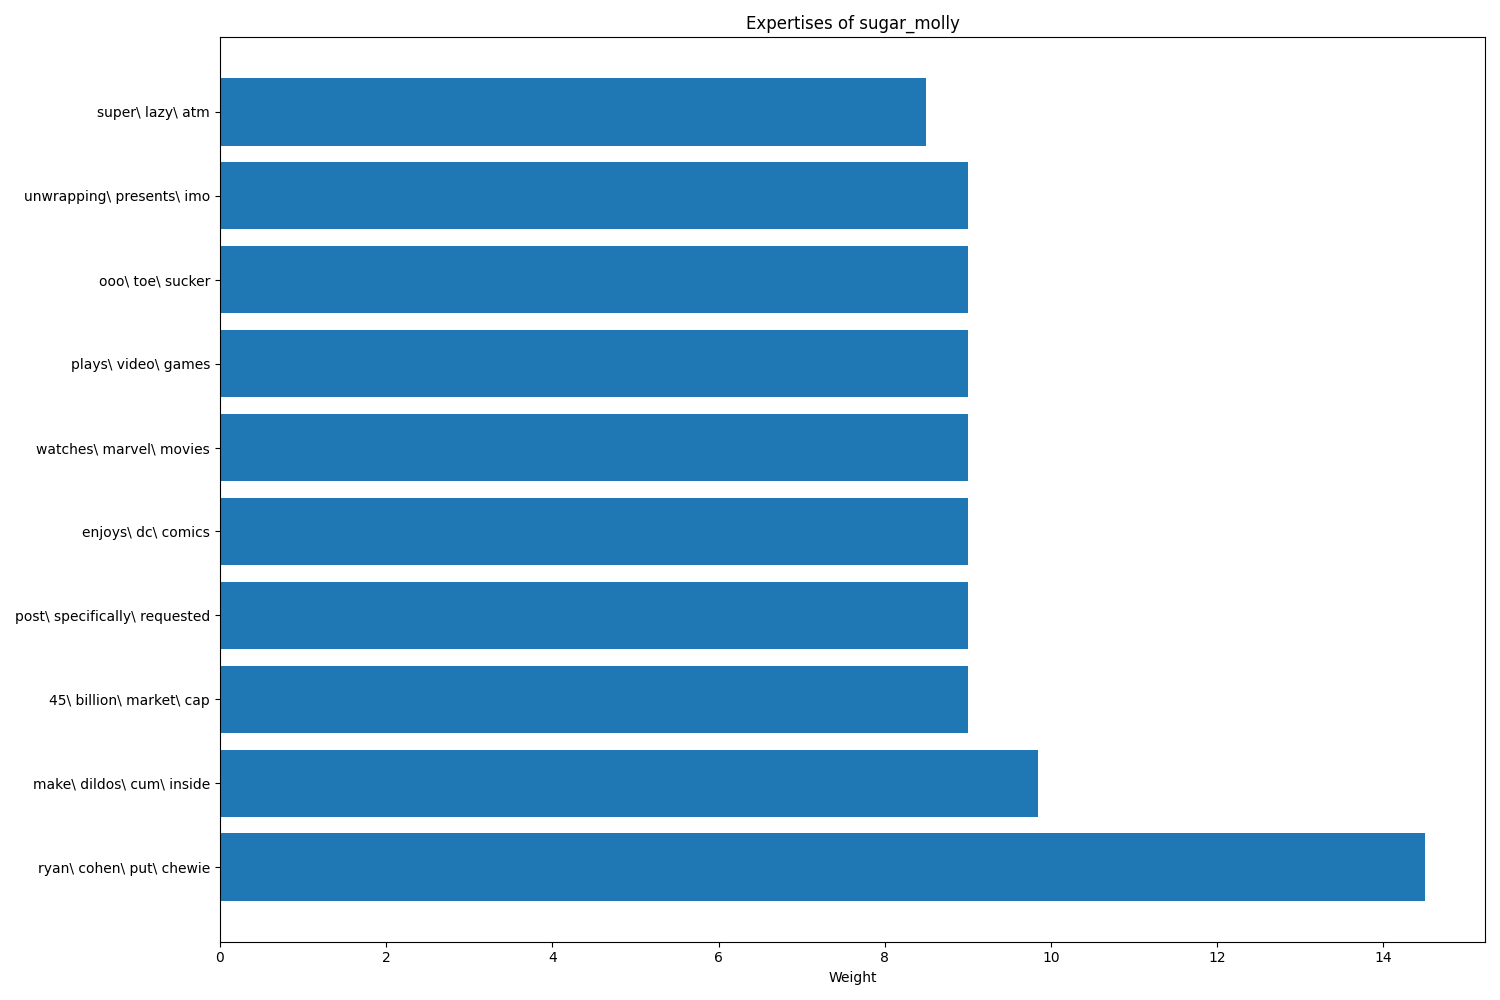 Expertises of sugar_molly
super\ lazy\ atm
unwrapping\ presents\ imo
ooo\ toe\ sucker
plays\ video\ games
watches\ marvel\ movies
enjoys\ dc\ comics
post\ specifically\ requested
45\ billion\ market\ cap
make\ dildos\ cum\ inside
ryan\ cohen\ put\ chewie
0 2 4 6 8 10 12 14
Weight